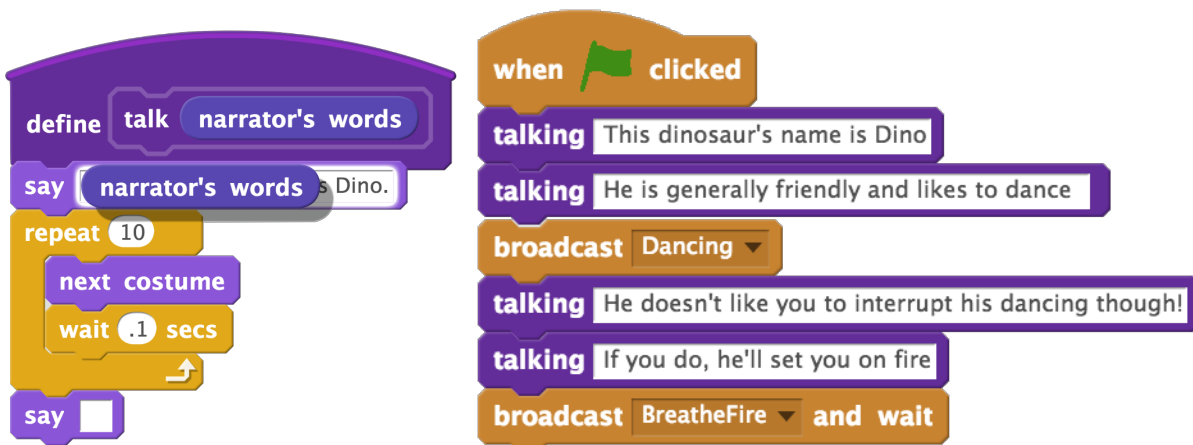 define talk narrator's words
say narrator's words s Dino.
repeat 10
next costume
wait .1 secs
say
when clicked
talking This dinosaur's name is Dino
talking He is generally friendly and likes to dance
broadcast Dancing
talking He doesn't like you to interrupt his dancing though!
talking If you do, he'll set you on fire
broadcast BreatheFire and wait